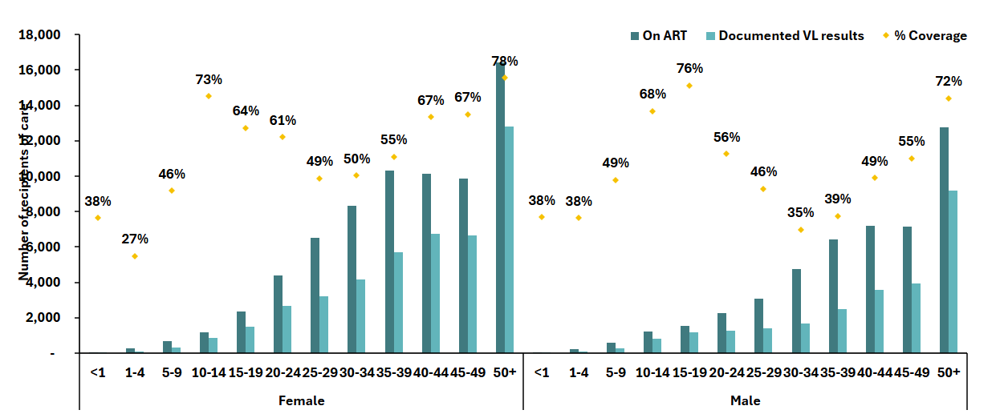 On ART Documented VL results % Coverage
Number of recipients of care
18,000
16,000
14,000
12,000
10,000
8,000
6,000
4,000
2,000
-
38% 27% 46% 73% 64% 61% 49% 50% 55% 67% 67% 78% 38% 38% 49% 68% 76% 56% 46% 35% 39% 49% 55% 72%
<1 1-4 5-9 10-14 15-19 20-24 25-29 30-34 35-39 40-44 45-49 50+ <1 1-4 5-9 10-14 15-19 20-24 25-29 30-34 35-39 40-44 45-49 50+
Female Male